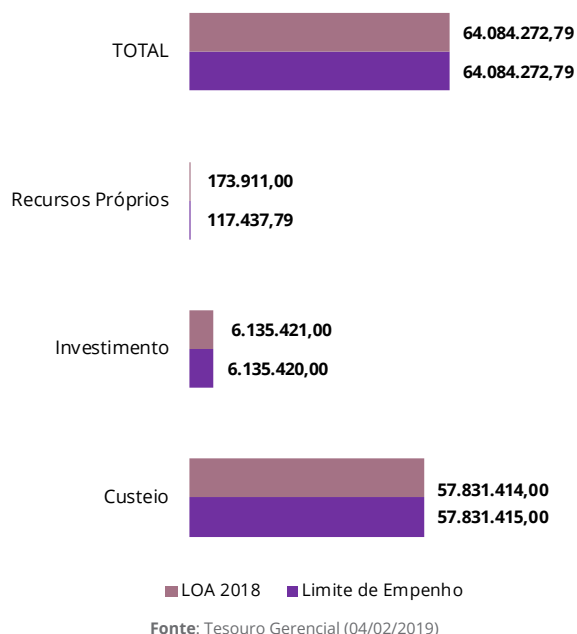 TOTAL
64.084.272,79
64.084.272,79
Recursos Próprios
173.911,00
117.437,79
Investimento
6.135.421,00
6.135.420,00
Custeio
57.831.414,00
57.831.415,00
LOA 2018 Limite de Empenho
Fonte: Tesouro Gerencial (04/02/2019)